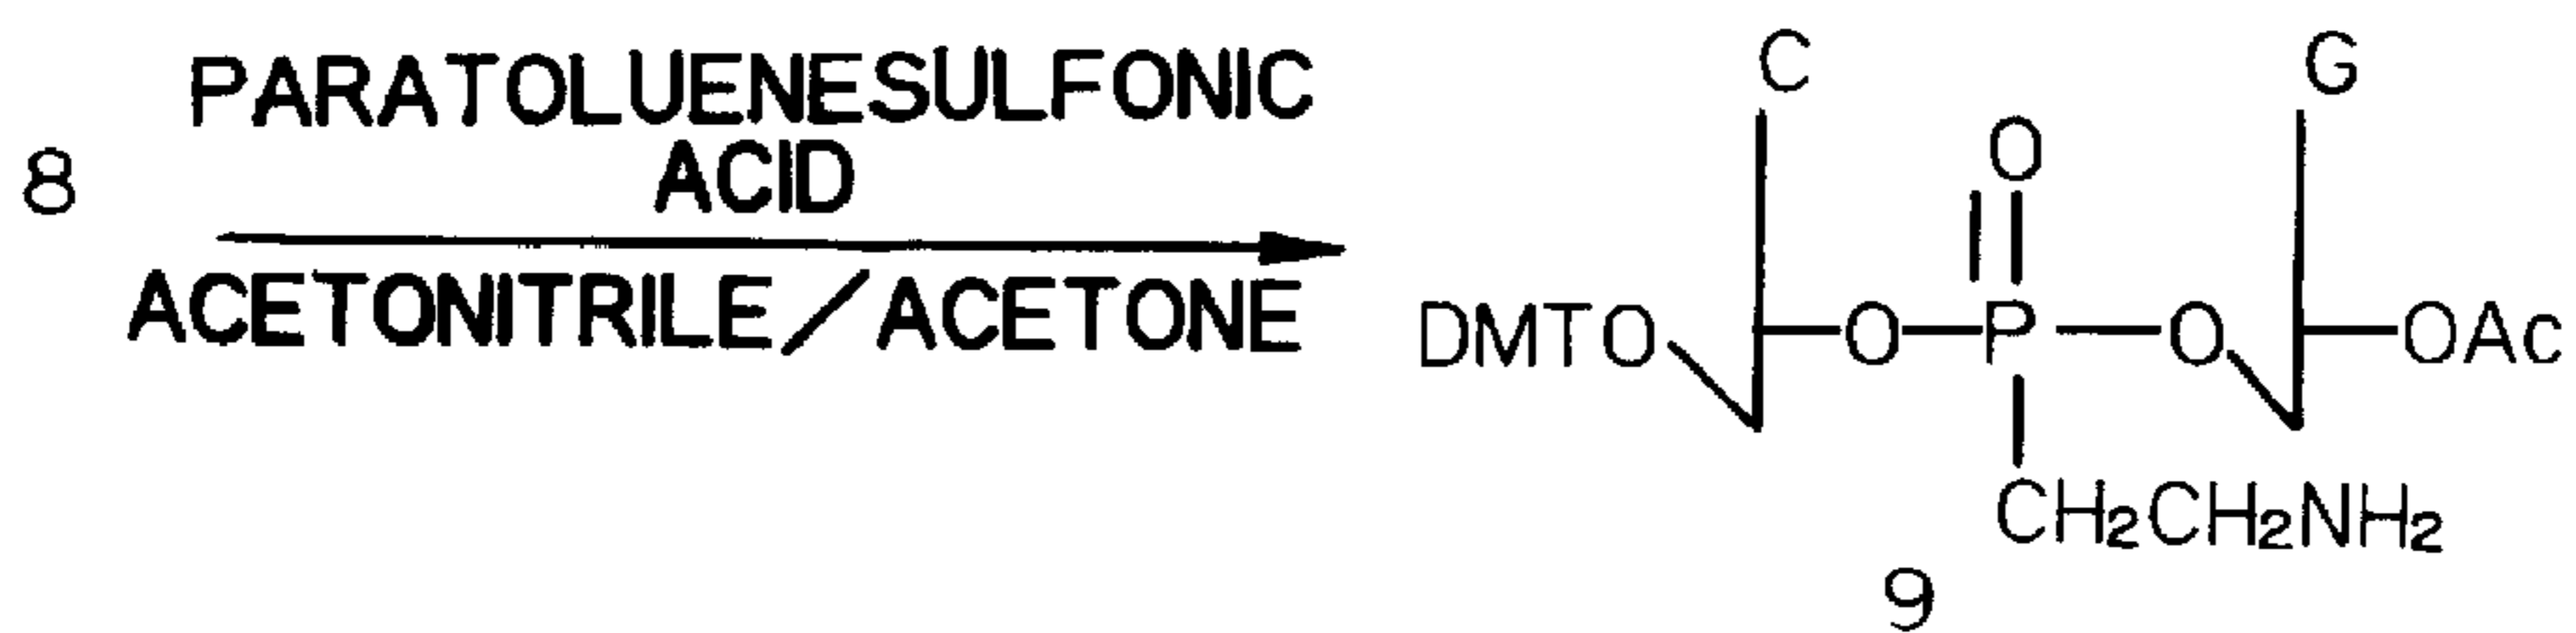 8
PARATOLUENESULFONIC
ACID
ACETONITRILE/ACETONE
C G
O
DMTO O P O OAc
CH₂CH₂NH₂
9